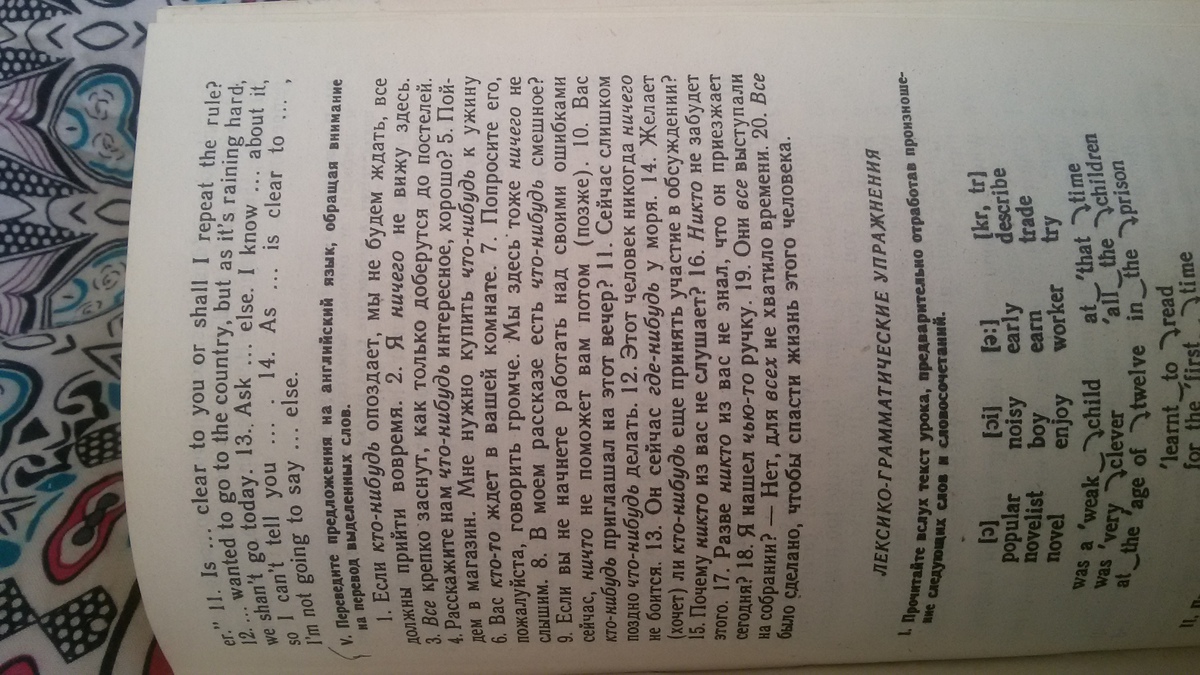 er." 11. Is ... clear to you or shall I repeat the rule?
12. ... wanted to go to the country, but as it's raining hard,
we shan't go today. 13. Ask ... else. I know ... about it,
so I can't tell you ... . 14. As ... is clear to ... ,
I'm not going to say ... else.
V. Переведите предложения на английский язык, обращая внимание
на перевод выделенных слов.
1. Если кто-нибудь опоздает, мы не будем ждать, все
должны прийти вовремя. 2. Я ничего не вижу здесь.
3. Все крепко заснут, как только доберутся до постелей.
4. Расскажите нам что-нибудь интересное, хорошо? 5. Пой-
дем в магазин. Мне нужно купить что-нибудь к ужину
6. Вас кто-то ждет в вашей комнате. 7. Попросите его,
пожалуйста, говорить громче. Мы здесь тоже ничего не
слышим. 8. В моем рассказе есть что-нибудь смешное?
9. Если вы не начнете работать над своими ошибками
сейчас, ничто не поможет вам потом (позже). 10. Вас
кто-нибудь приглашал на этот вечер? 11. Сейчас слишком
поздно что-нибудь делать. 12. Этот человек никогда ничего
не боится. 13. Он сейчас где-нибудь у моря. 14. Желает
(хочет) ли кто-нибудь еще принять участие в обсуждении?
15. Почему никто из вас не слушает? 16. Никто не забудет
этого. 17. Разве никто из вас не знал, что он приезжает
сегодня? 18. Я нашел чью-то ручку. 19. Они все выступали
на собрании? — Нет, для всех не хватило времени. 20. Все
было сделано, чтобы спасти жизнь этого человека.
ЛЕКСИКО-ГРАММАТИЧЕСКИЕ УПРАЖНЕНИЯ
I. Прочитайте вслух текст урока, предварительно отработав произноше-
ние следующих слов и словосочетаний.
[ə] [ɔi] [ə:] [kr, tr]
popular noisy early describe
novelist boy earn trade
novel enjoy worker try
was a 'weak child at 'that time
was 'very clever 'all the children
at the 'age of twelve in the prison
'learnt to read
for the 'first time
II.